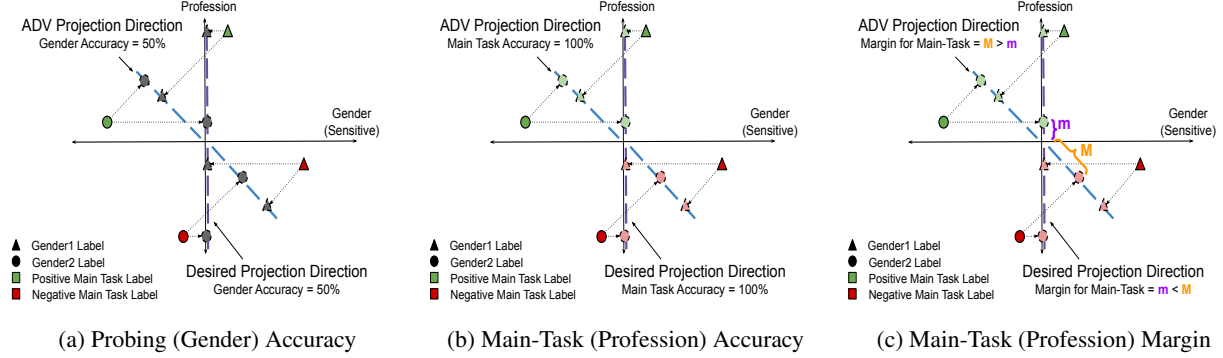 Profession
ADV Projection Direction
Gender Accuracy = 50%
Gender
(Sensitive)
Gender1 Label
Gender2 Label
Positive Main Task Label
Negative Main Task Label
Desired Projection Direction
Gender Accuracy = 50%
(a) Probing (Gender) Accuracy
Profession
ADV Projection Direction
Main Task Accuracy = 100%
Gender
(Sensitive)
Gender1 Label
Gender2 Label
Positive Main Task Label
Negative Main Task Label
Desired Projection Direction
Main Task Accuracy = 100%
(b) Main-Task (Profession) Accuracy
Profession
ADV Projection Direction
Margin for Main-Task = M > m
Gender
(Sensitive)
m
M
Gender1 Label
Gender2 Label
Positive Main Task Label
Negative Main Task Label
Desired Projection Direction
Margin for Main-Task = m < M
(c) Main-Task (Profession) Margin